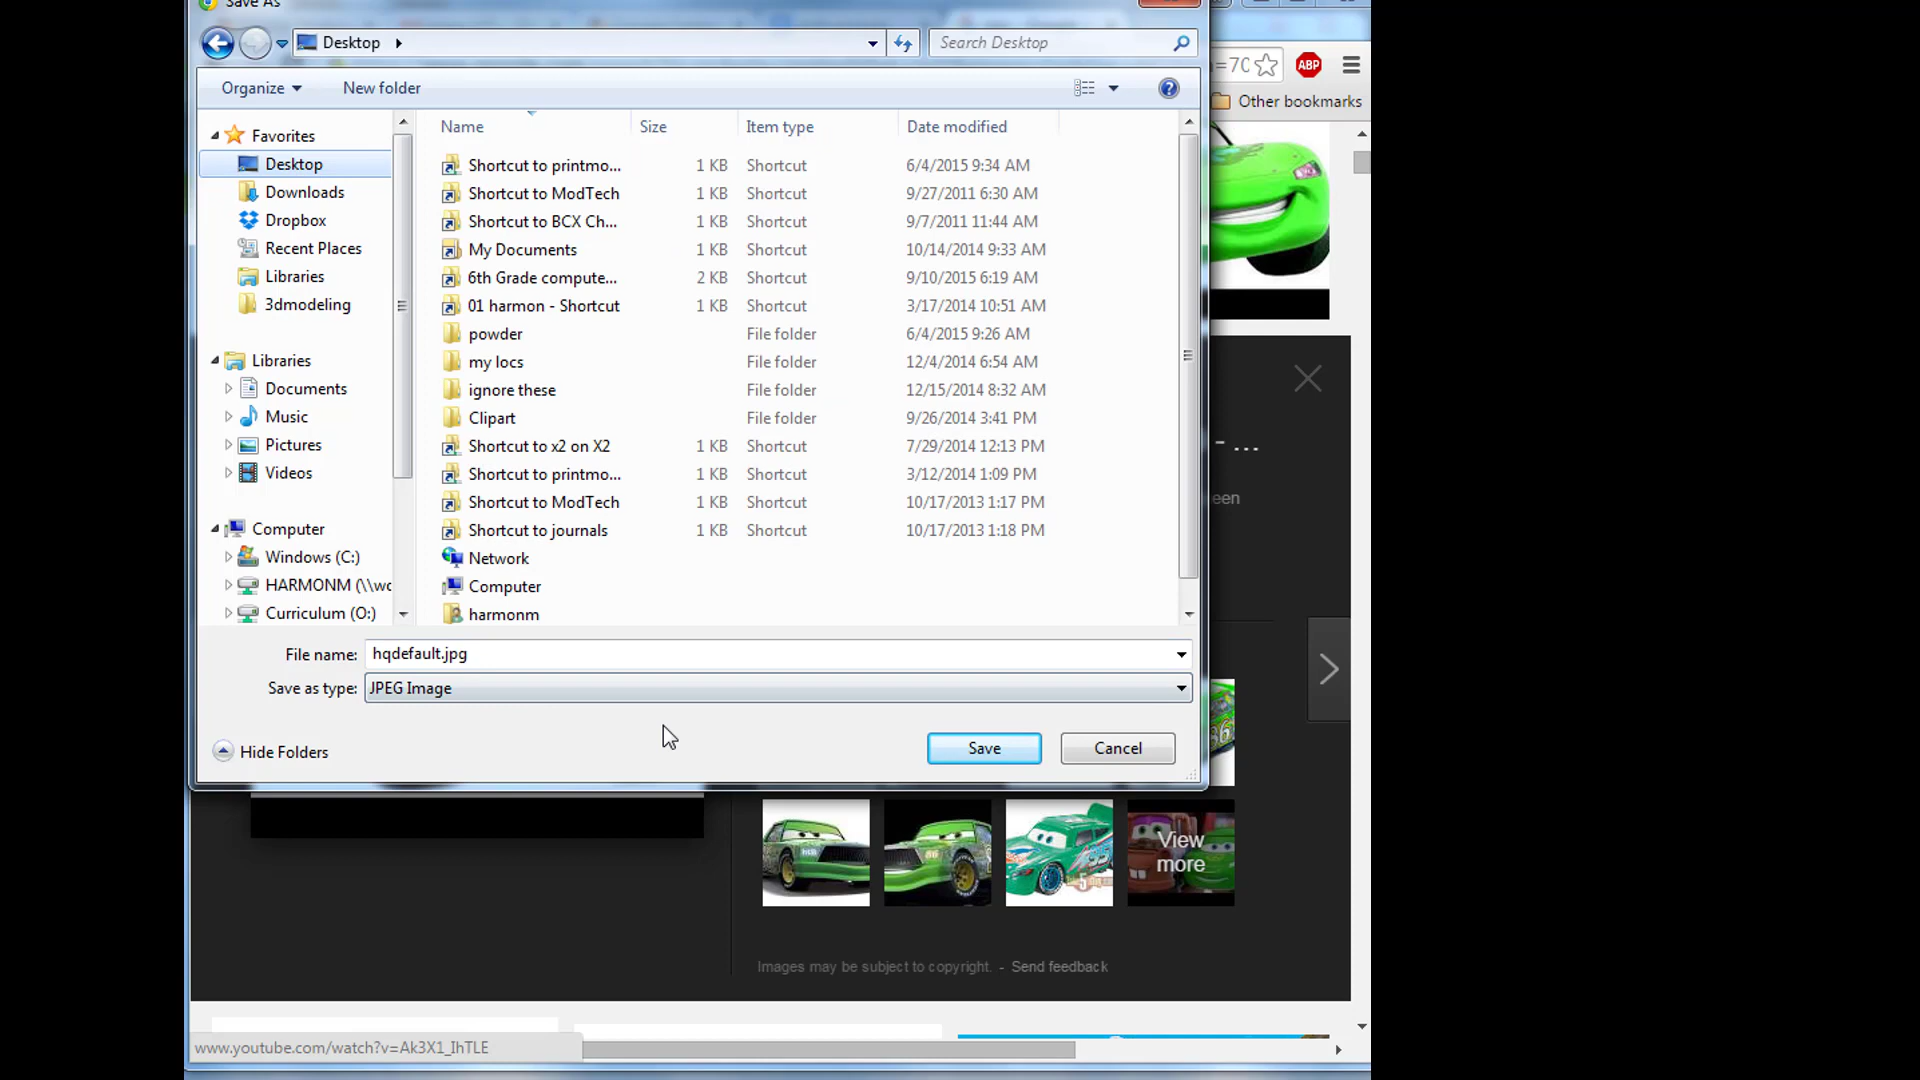 Save As
Desktop
Search Desktop
=7C
ABP
Organize
New folder
Other bookmarks
Name Size Item type Date modified
Favorites
Desktop
Downloads
Dropbox
Recent Places
Libraries
3dmodeling
Libraries
Documents
Music
Pictures
Videos
Computer
Windows (C:)
HARMONM (\\wc
Curriculum (O:)
Shortcut to printmo... 1 KB Shortcut 6/4/2015 9:34 AM
Shortcut to ModTech 1 KB Shortcut 9/27/2011 6:30 AM
Shortcut to BCX Ch... 1 KB Shortcut 9/7/2011 11:44 AM
My Documents 1 KB Shortcut 10/14/2014 9:33 AM
6th Grade compute... 2 KB Shortcut 9/10/2015 6:19 AM
01 harmon - Shortcut 1 KB Shortcut 3/17/2014 10:51 AM
powder File folder 6/4/2015 9:26 AM
my locs File folder 12/4/2014 6:54 AM
ignore these File folder 12/15/2014 8:32 AM
Clipart File folder 9/26/2014 3:41 PM
Shortcut to x2 on X2 1 KB Shortcut 7/29/2014 12:13 PM
Shortcut to printmo... 1 KB Shortcut 3/12/2014 1:09 PM
Shortcut to ModTech 1 KB Shortcut 10/17/2013 1:17 PM
Shortcut to journals 1 KB Shortcut 10/17/2013 1:18 PM
Network
Computer
harmonm
- ...
een
File name: hqdefault.jpg
Save as type: JPEG Image
Hide Folders
Save
Cancel
View
more
Images may be subject to copyright. - Send feedback
www.youtube.com/watch?v=Ak3X1_IhTLE